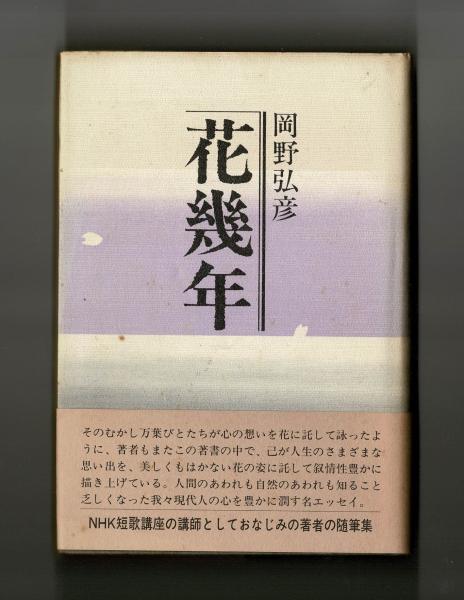 岡野弘彦
花幾年
そのむかし万葉びとたちが心の想いを花に託して詠ったよ
うに、著者もまたこの著書の中で、己が人生のさまざまな
思い出を、美しくもはかない花の姿に託して叙情性豊かに
描き上げている。人間のあわれも自然のあわれも知ること
乏しくなった我々現代人の心を豊かに潤す名エッセイ。
NHK短歌講座の講師としておなじみの著者の随筆集